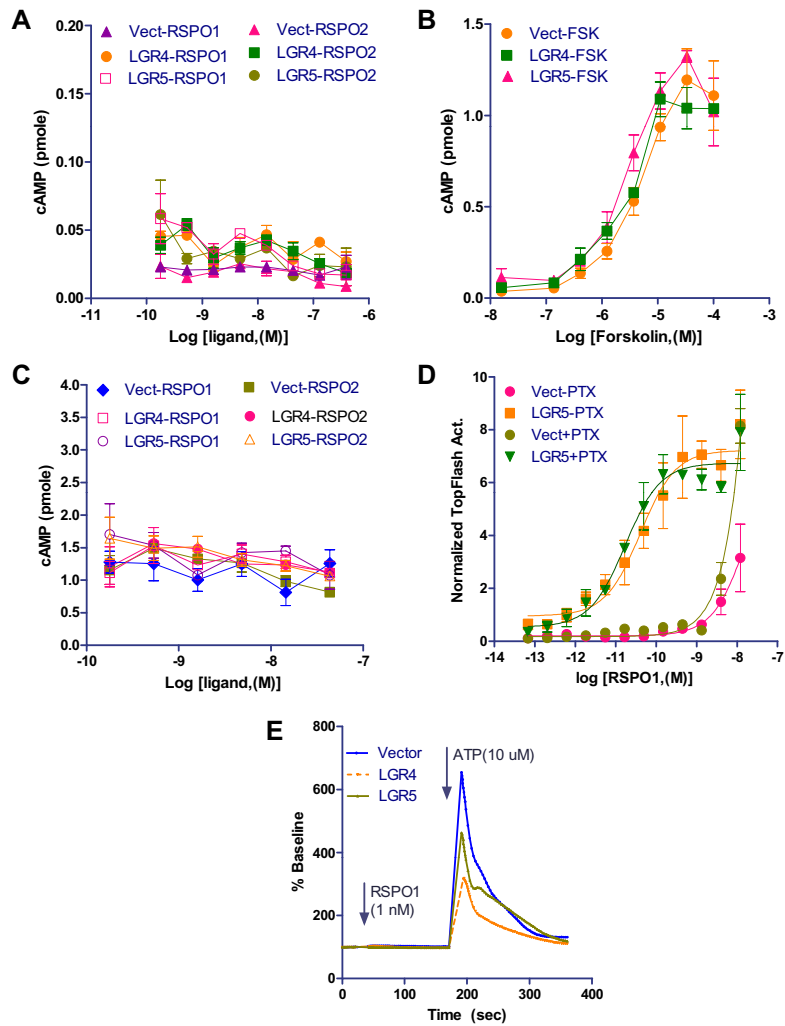 A
Vect-RSPO1
LGR4-RSPO1
LGR5-RSPO1
Vect-RSPO2
LGR4-RSPO2
LGR5-RSPO2
cAMP (pmole)
0.20
0.15
0.10
0.05
0.00
-11
-10
-9
-8
-7
-6
Log [ligand,(M)]
B
Vect-FSK
LGR4-FSK
LGR5-FSK
cAMP (pmole)
1.5
1.0
0.5
0.0
-8
-7
-6
-5
-4
-3
Log [Forskolin,(M)]
C
Vect-RSPO1
LGR4-RSPO1
LGR5-RSPO1
Vect-RSPO2
LGR4-RSPO2
LGR5-RSPO2
cAMP (pmole)
4.0
3.5
3.0
2.5
2.0
1.5
1.0
0.5
0.0
-10
-9
-8
-7
Log [ligand,(M)]
D
Vect-PTX
LGR5-PTX
Vect+PTX
LGR5+PTX
Normalized TopFlash Act.
10
8
6
4
2
0
-14
-13
-12
-11
-10
-9
-8
-7
log [RSPO1,(M)]
E
Vector
LGR4
LGR5
ATP(10 uM)
RSPO1
(1 nM)
% Baseline
800
600
400
200
0
0
100
200
300
400
Time (sec)